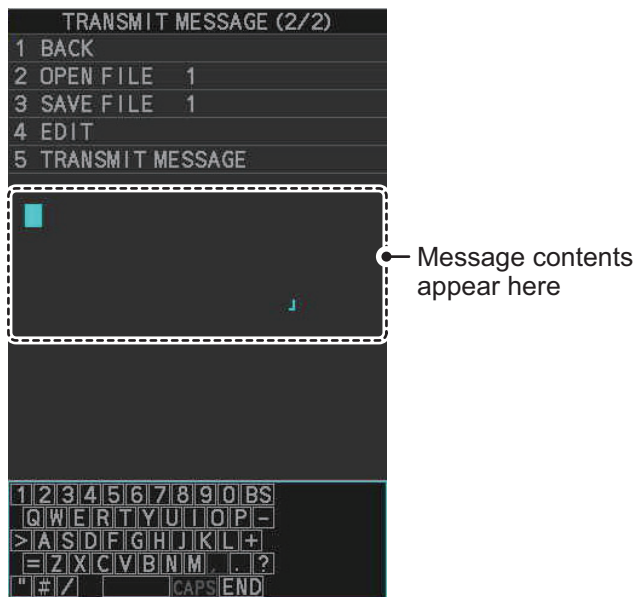 TRANSMIT MESSAGE (2/2)
1 BACK
2 OPEN FILE 1
3 SAVE FILE 1
4 EDIT
5 TRANSMIT MESSAGE
Message contents
appear here
1 2 3 4 5 6 7 8 9 0 BS
Q W E R T Y U I O P -
> A S D F G H J K L +
= Z X C V B N M , . ?
" # / CAPS END